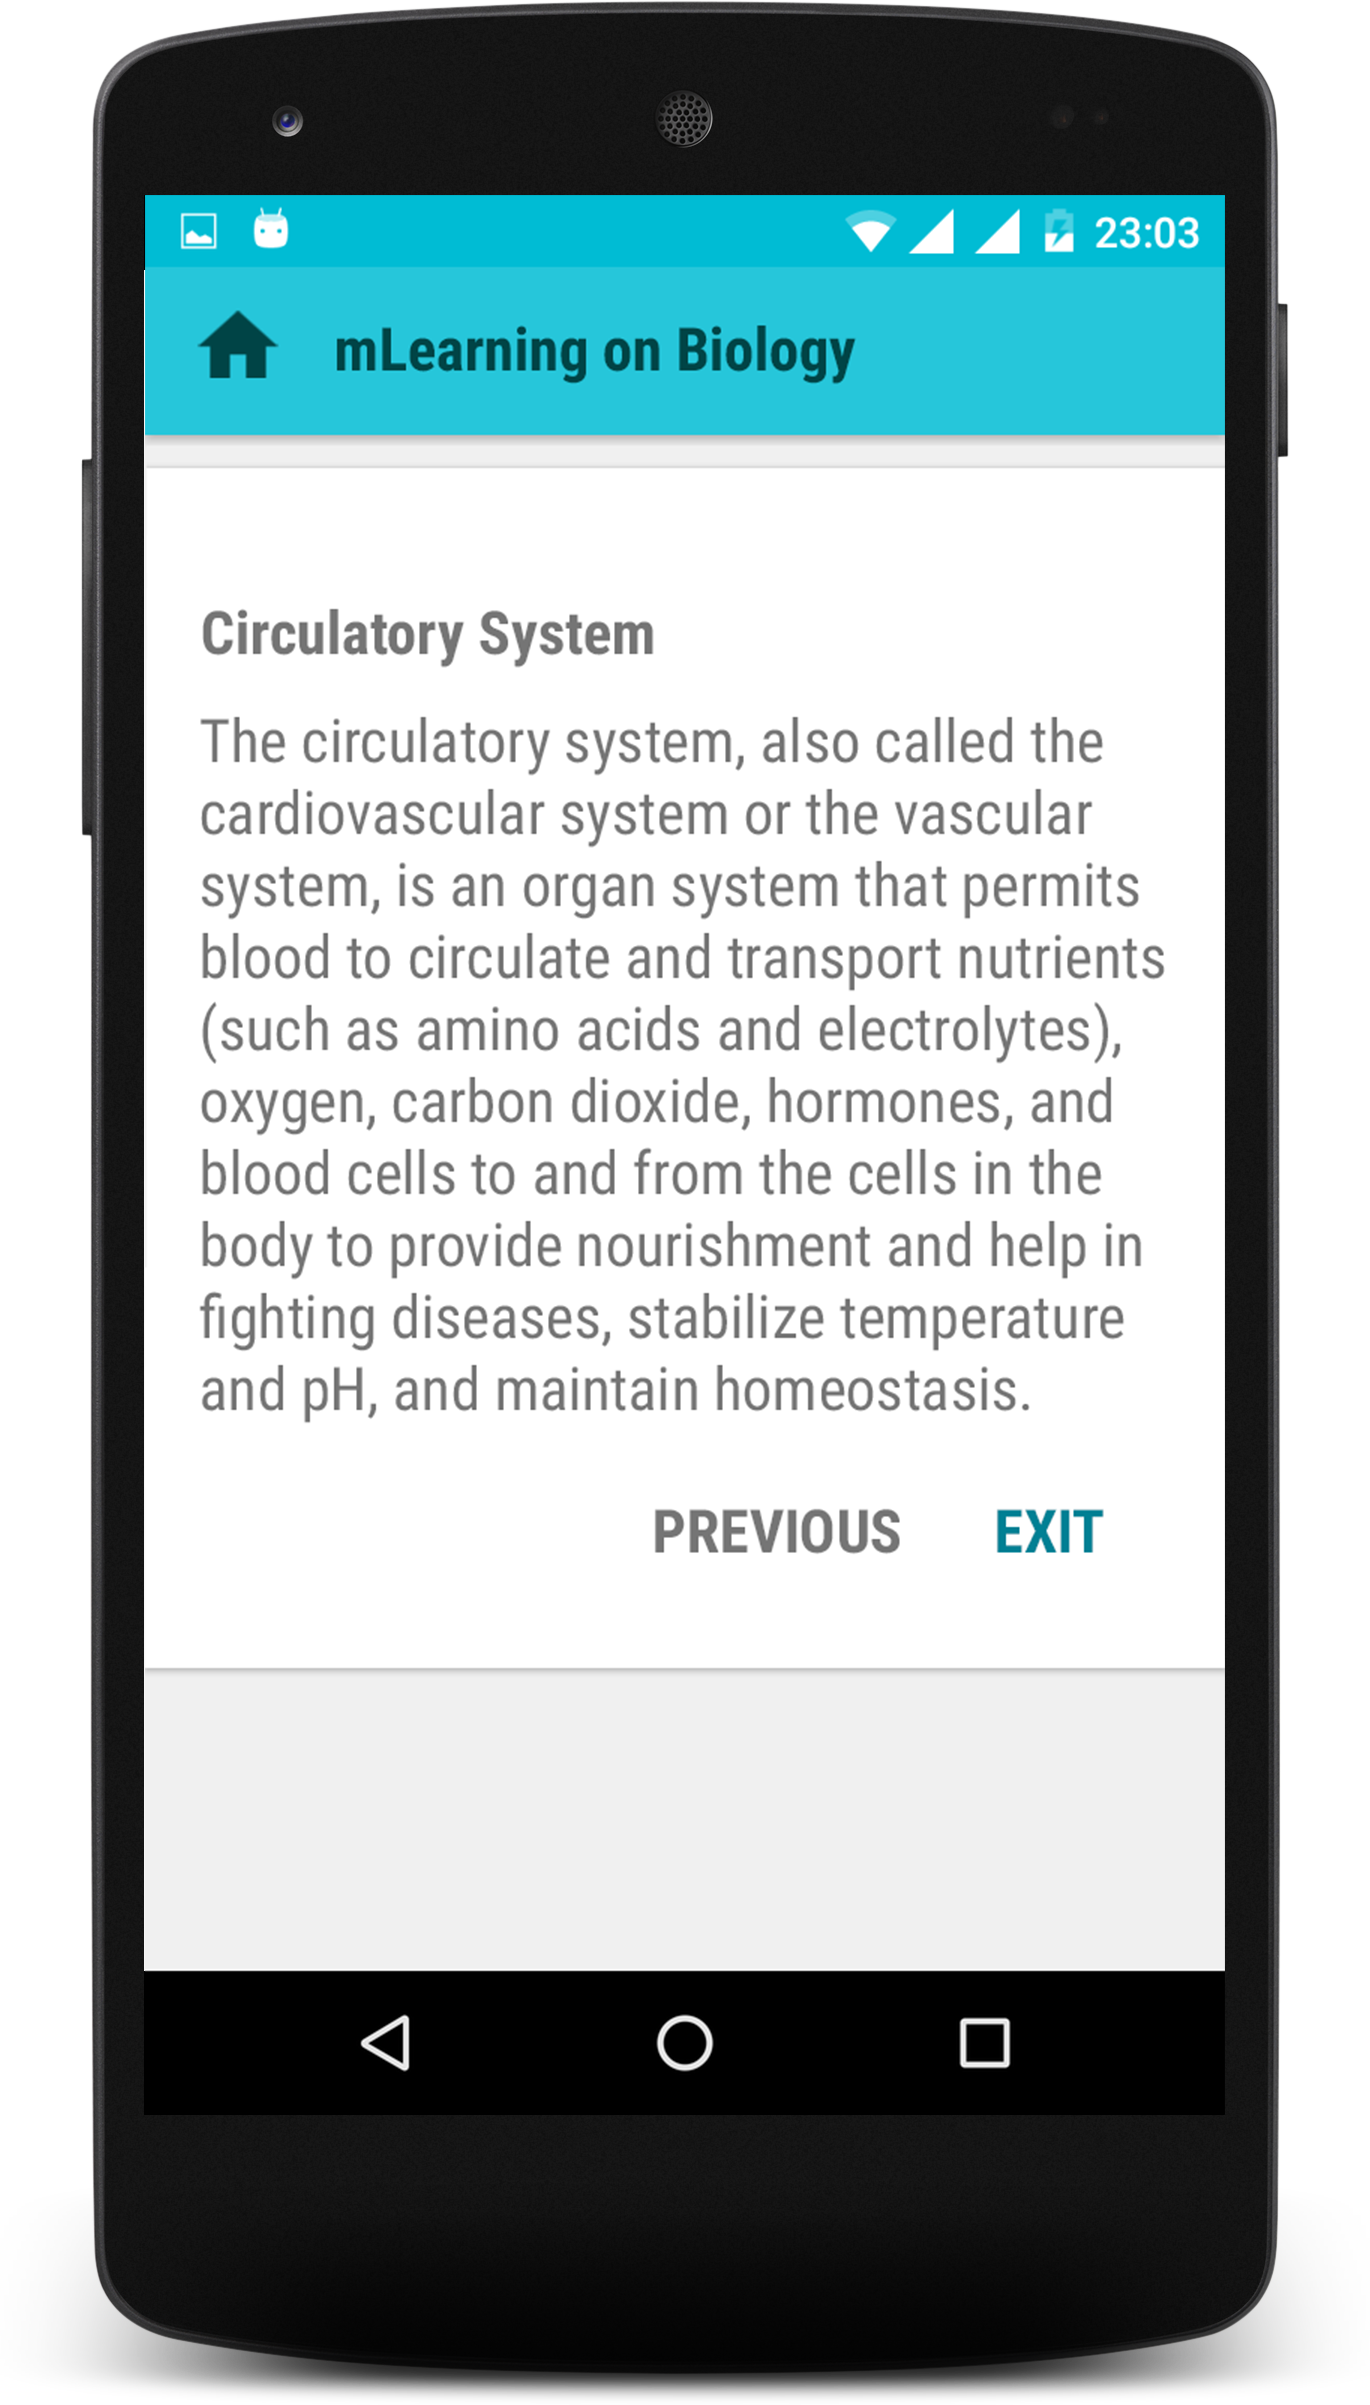 23:03
mLearning on Biology
Circulatory System
The circulatory system, also called the
cardiovascular system or the vascular
system, is an organ system that permits
blood to circulate and transport nutrients
(such as amino acids and electrolytes),
oxygen, carbon dioxide, hormones, and
blood cells to and from the cells in the
body to provide nourishment and help in
fighting diseases, stabilize temperature
and pH, and maintain homeostasis.
PREVIOUS EXIT